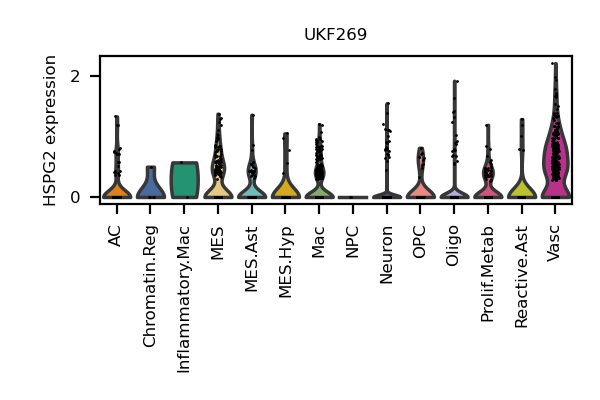 UKF269
HSPG2 expression
2
0
AC
Chromatin.Reg
Inflammatory.Mac
MES
MES.Ast
MES.Hyp
Mac
NPC
Neuron
OPC
Oligo
Prolif.Metab
Reactive.Ast
Vasc